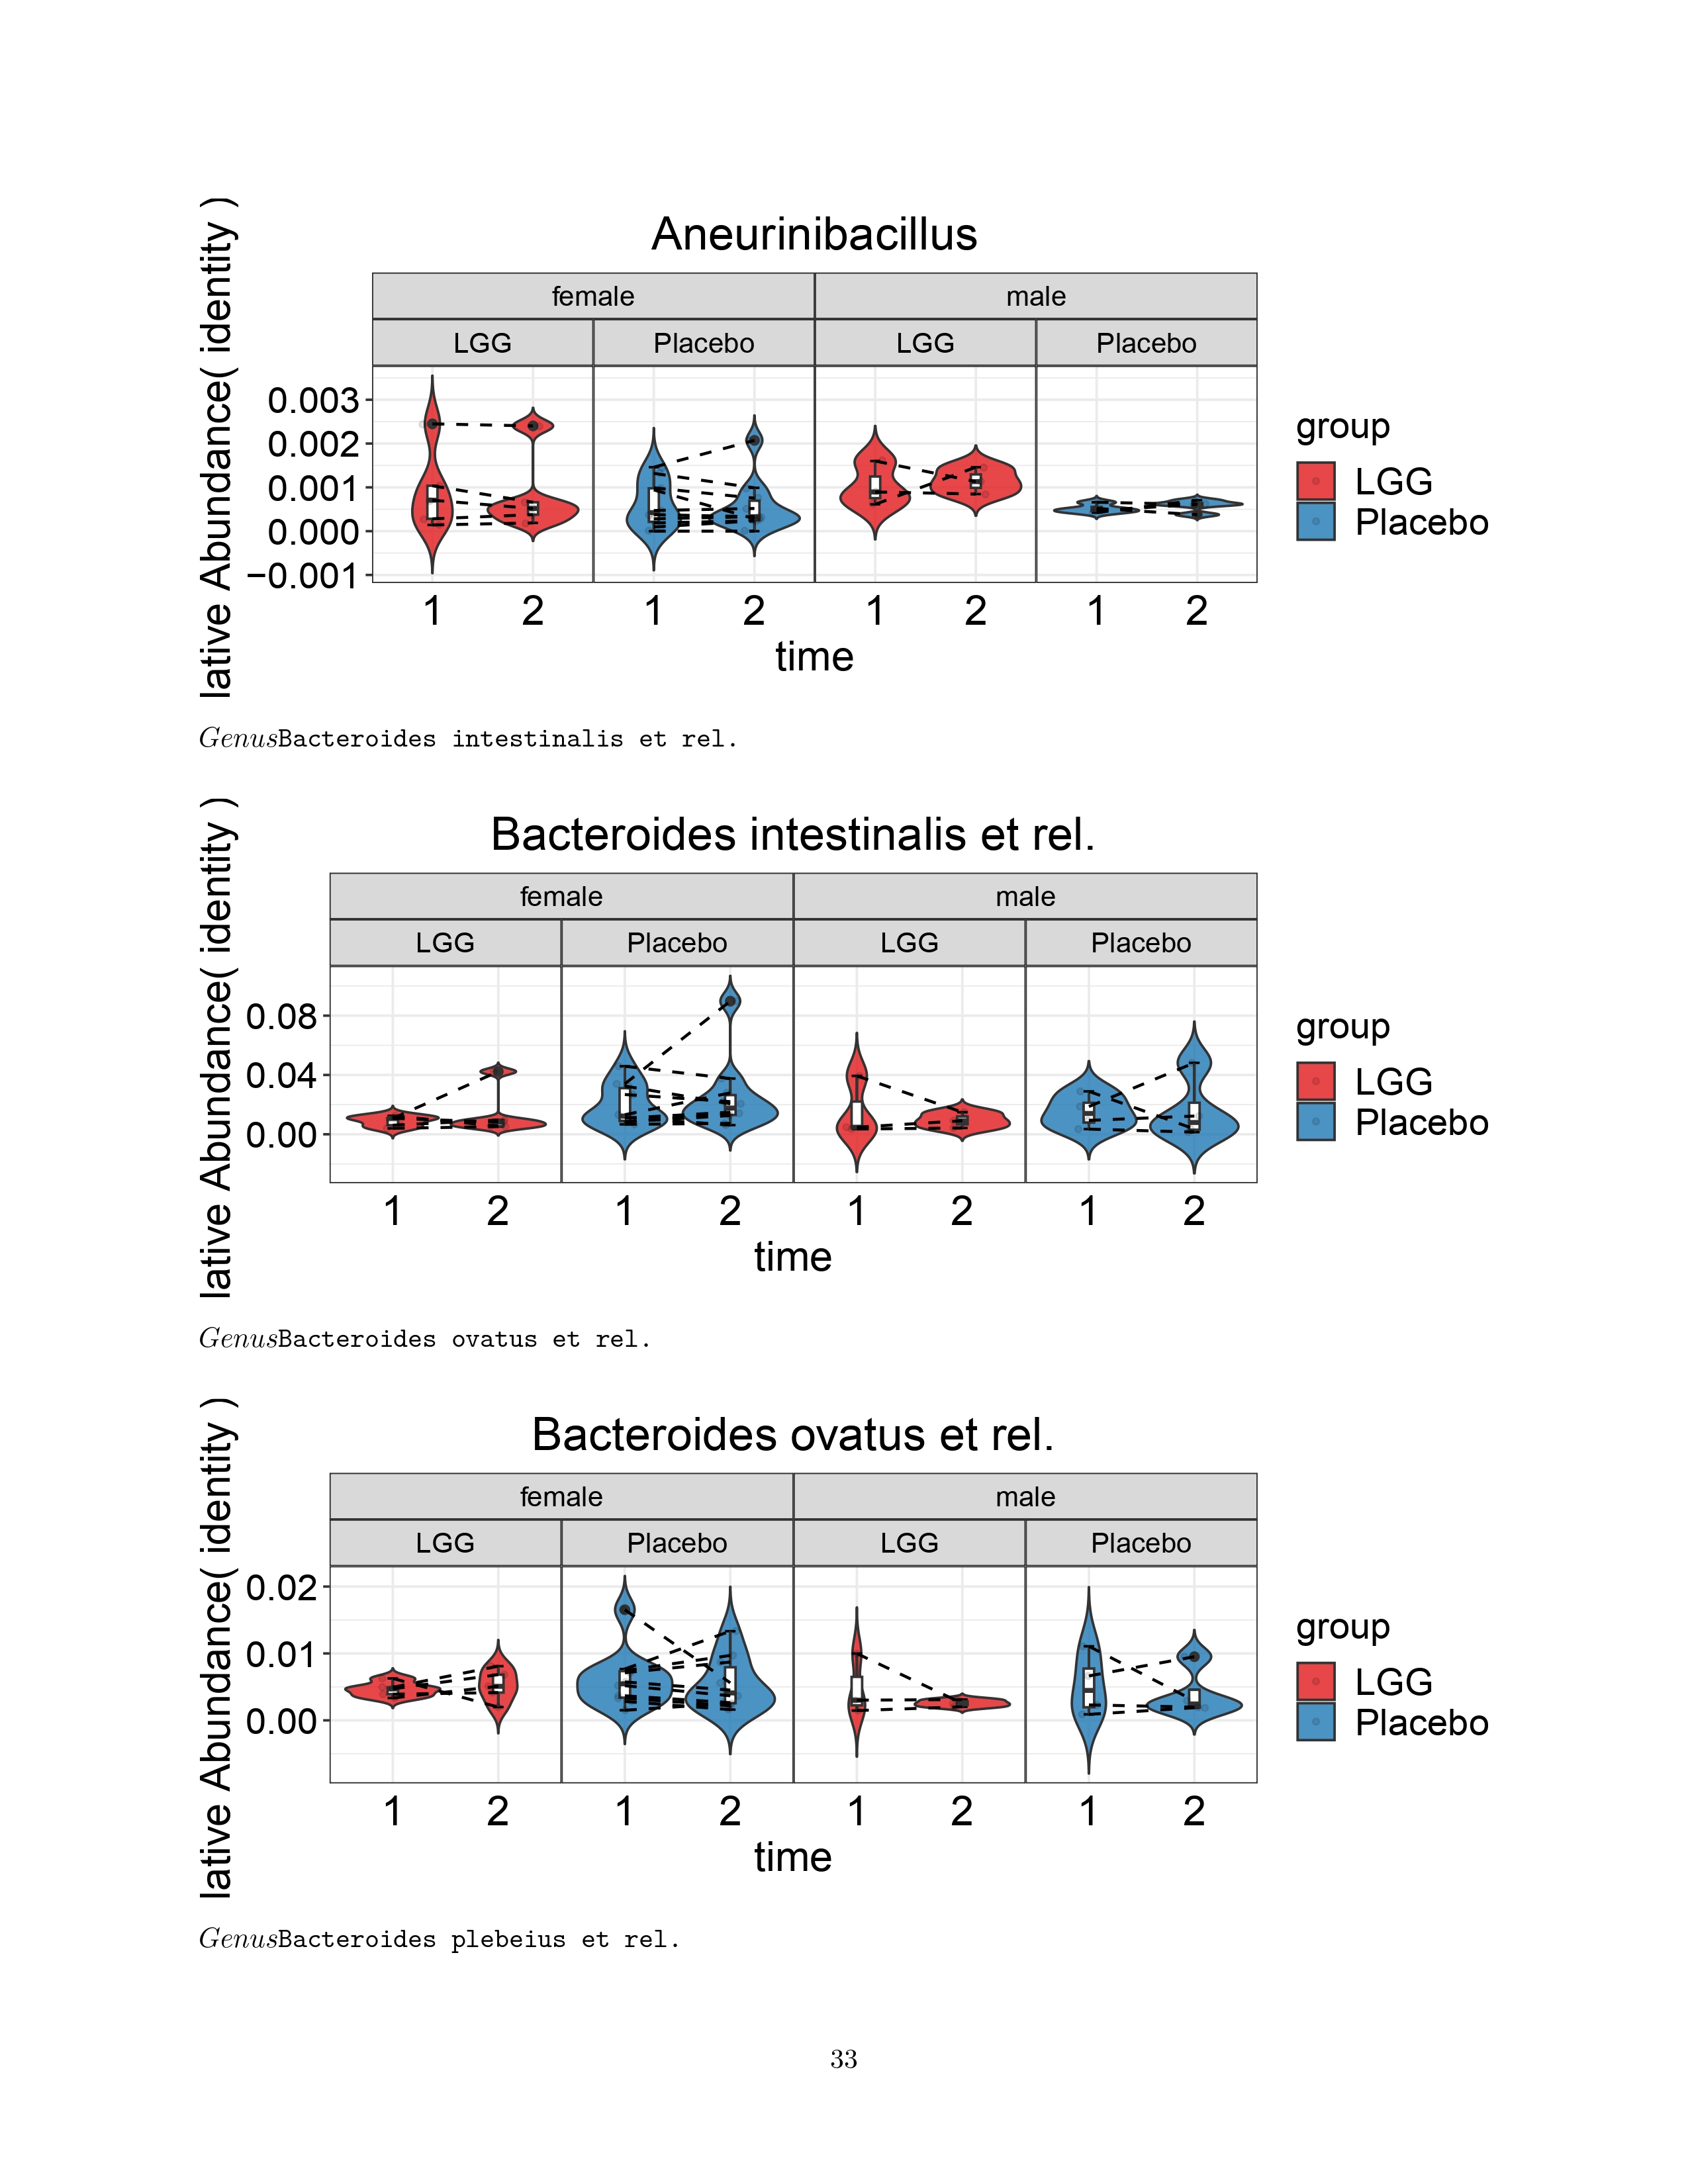 Aneurinibacillus
female male
LGG Placebo LGG Placebo
lative Abundance( identity )
0.003
0.002
0.001
0.000
−0.001
1 2 1 2 1 2 1 2
time
group
LGG
Placebo
GenusBacteroides intestinalis et rel.
Bacteroides intestinalis et rel.
female male
LGG Placebo LGG Placebo
lative Abundance( identity )
0.08
0.04
0.00
1 2 1 2 1 2 1 2
time
group
LGG
Placebo
GenusBacteroides ovatus et rel.
Bacteroides ovatus et rel.
female male
LGG Placebo LGG Placebo
lative Abundance( identity )
0.02
0.01
0.00
1 2 1 2 1 2 1 2
time
group
LGG
Placebo
GenusBacteroides plebeius et rel.
33